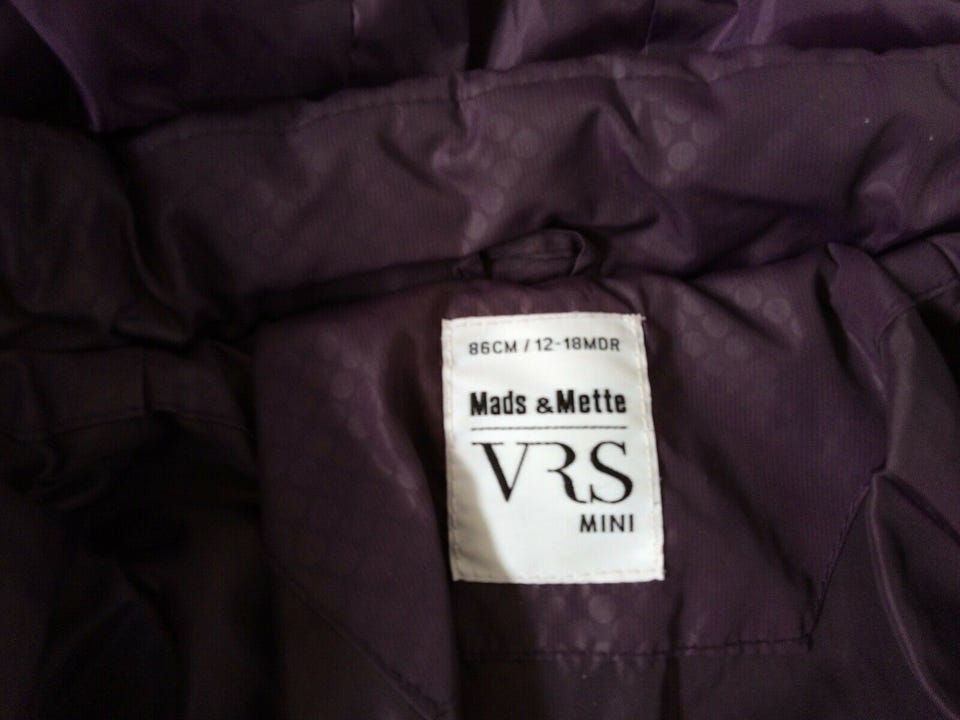 86CM / 12-18MDR
Mads & Mette
VRS
MINI